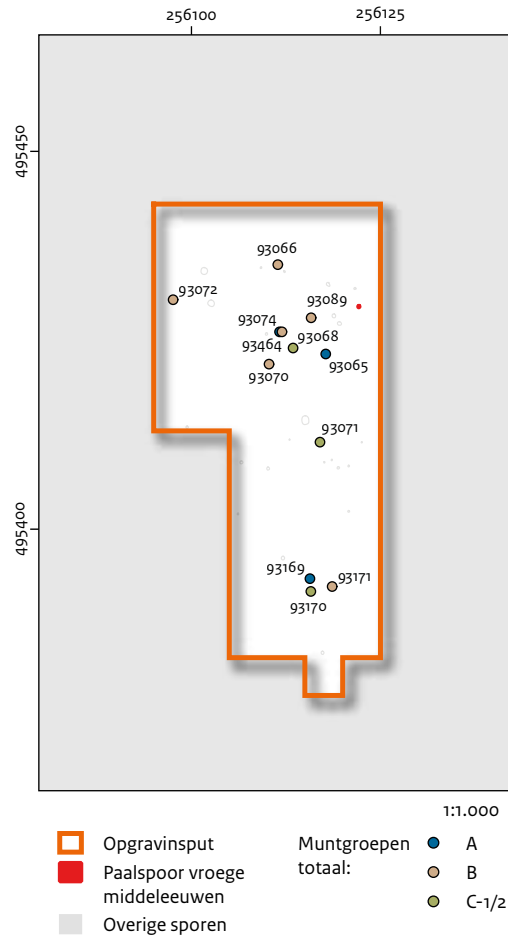 256100
256125
495450
93066
93072
93089
93074
93068
93464
93065
93070
93071
495400
93169
93171
93170
1:1.000
Opgravinsput
Paalspoor vroege
middeleeuwen
Overige sporen
Muntgroepen
totaal:
A
B
C-1/2